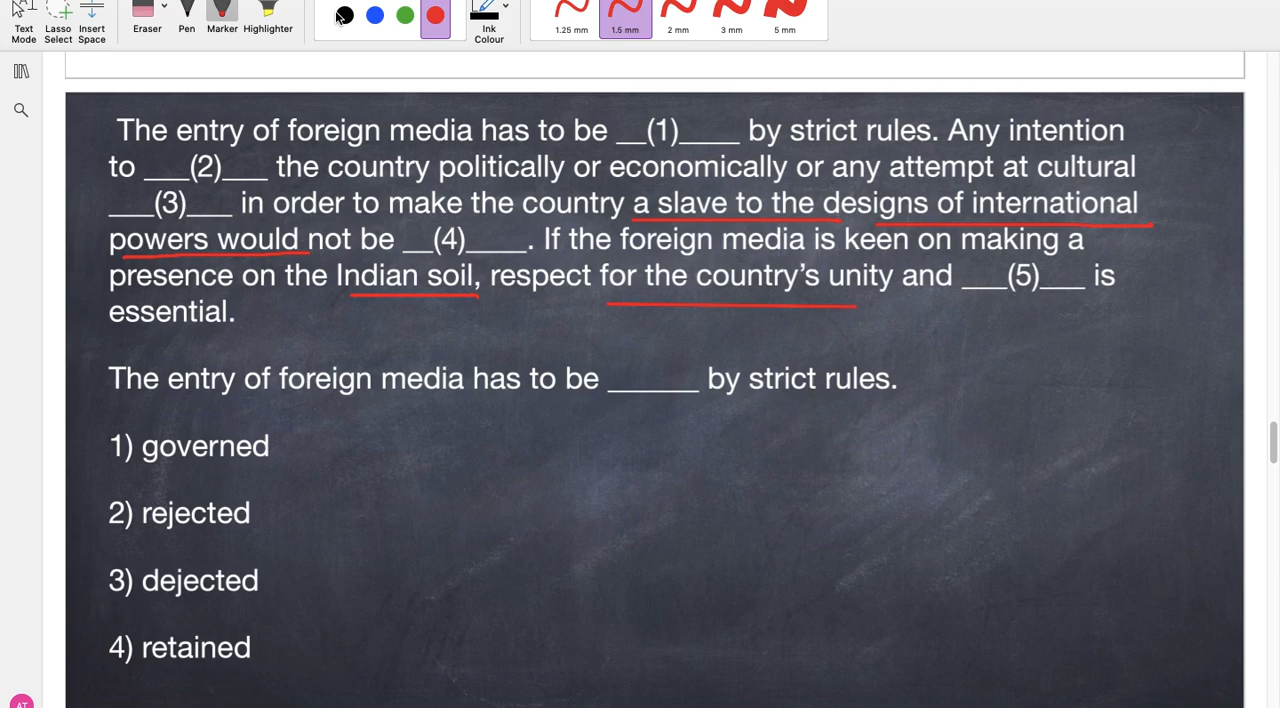 Text Mode
Lasso Select
Insert Space
Eraser
Pen
Marker
Highlighter
Ink Colour
1.25 mm
1.5 mm
2 mm
3 mm
5 mm
The entry of foreign media has to be __(1)____ by strict rules. Any intention
to ___(2)___ the country politically or economically or any attempt at cultural
___(3)___ in order to make the country a slave to the designs of international
powers would not be __(4)____. If the foreign media is keen on making a
presence on the Indian soil, respect for the country’s unity and ___(5)___ is
essential.
The entry of foreign media has to be ______ by strict rules.
1) governed
2) rejected
3) dejected
4) retained
AT